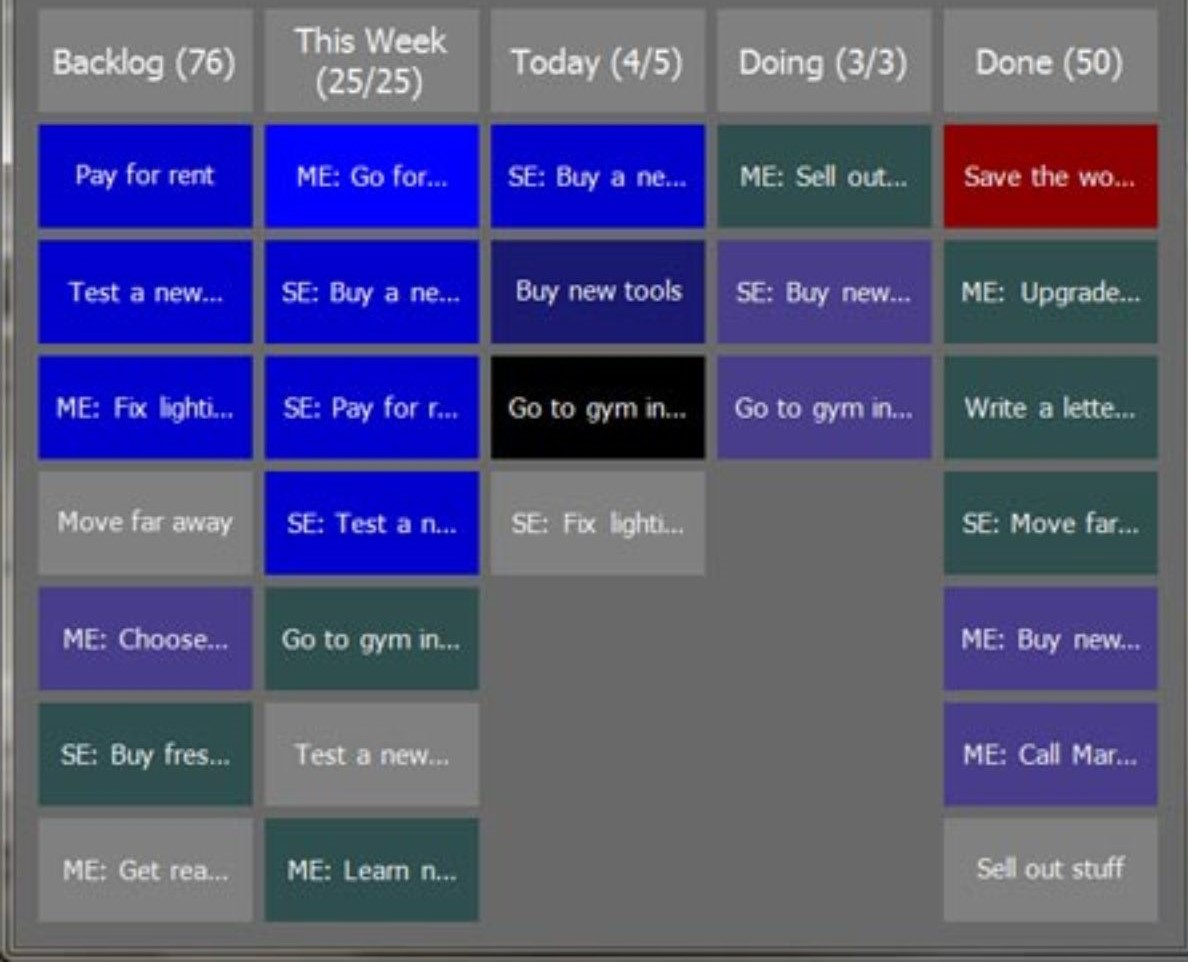 Backlog (76)
This Week
(25/25)
Today (4/5)
Doing (3/3)
Done (50)
Pay for rent
ME: Go for...
SE: Buy a ne...
ME: Sell out...
Save the wo...
Test a new...
SE: Buy a ne...
Buy new tools
SE: Buy new...
ME: Upgrade...
ME: Fix lighti...
SE: Pay for r...
Go to gym in...
Go to gym in...
Write a lette...
Move far away
SE: Test a n...
SE: Fix lighti...
SE: Move far...
ME: Choose...
Go to gym in...
ME: Buy new...
SE: Buy fres...
Test a new...
ME: Call Mar...
ME: Get rea...
ME: Learn n...
Sell out stuff